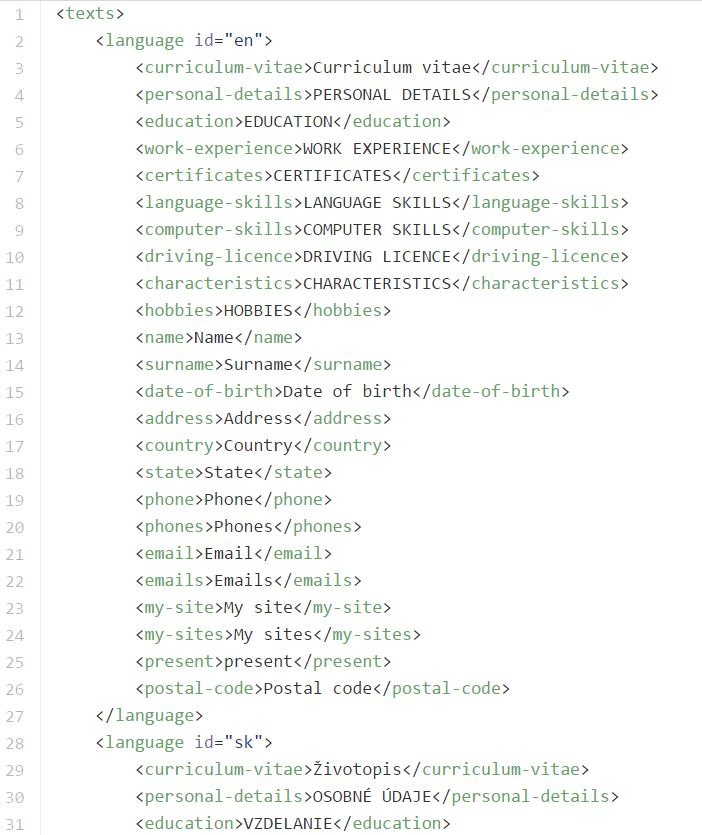 1 <texts>
2     <language id="en">
3         <curriculum-vitae>Curriculum vitae</curriculum-vitae>
4         <personal-details>PERSONAL DETAILS</personal-details>
5         <education>EDUCATION</education>
6         <work-experience>WORK EXPERIENCE</work-experience>
7         <certificates>CERTIFICATES</certificates>
8         <language-skills>LANGUAGE SKILLS</language-skills>
9         <computer-skills>COMPUTER SKILLS</computer-skills>
10         <driving-licence>DRIVING LICENCE</driving-licence>
11         <characteristics>CHARACTERISTICS</characteristics>
12         <hobbies>HOBBIES</hobbies>
13         <name>Name</name>
14         <surname>Surname</surname>
15         <date-of-birth>Date of birth</date-of-birth>
16         <address>Address</address>
17         <country>Country</country>
18         <state>State</state>
19         <phone>Phone</phone>
20         <phones>Phones</phones>
21         <email>Email</email>
22         <emails>Emails</emails>
23         <my-site>My site</my-site>
24         <my-sites>My sites</my-sites>
25         <present>present</present>
26         <postal-code>Postal code</postal-code>
27     </language>
28     <language id="sk">
29         <curriculum-vitae>Životopis</curriculum-vitae>
30         <personal-details>OSOBNÉ ÚDAJE</personal-details>
31         <education>VZDELANIE</education>